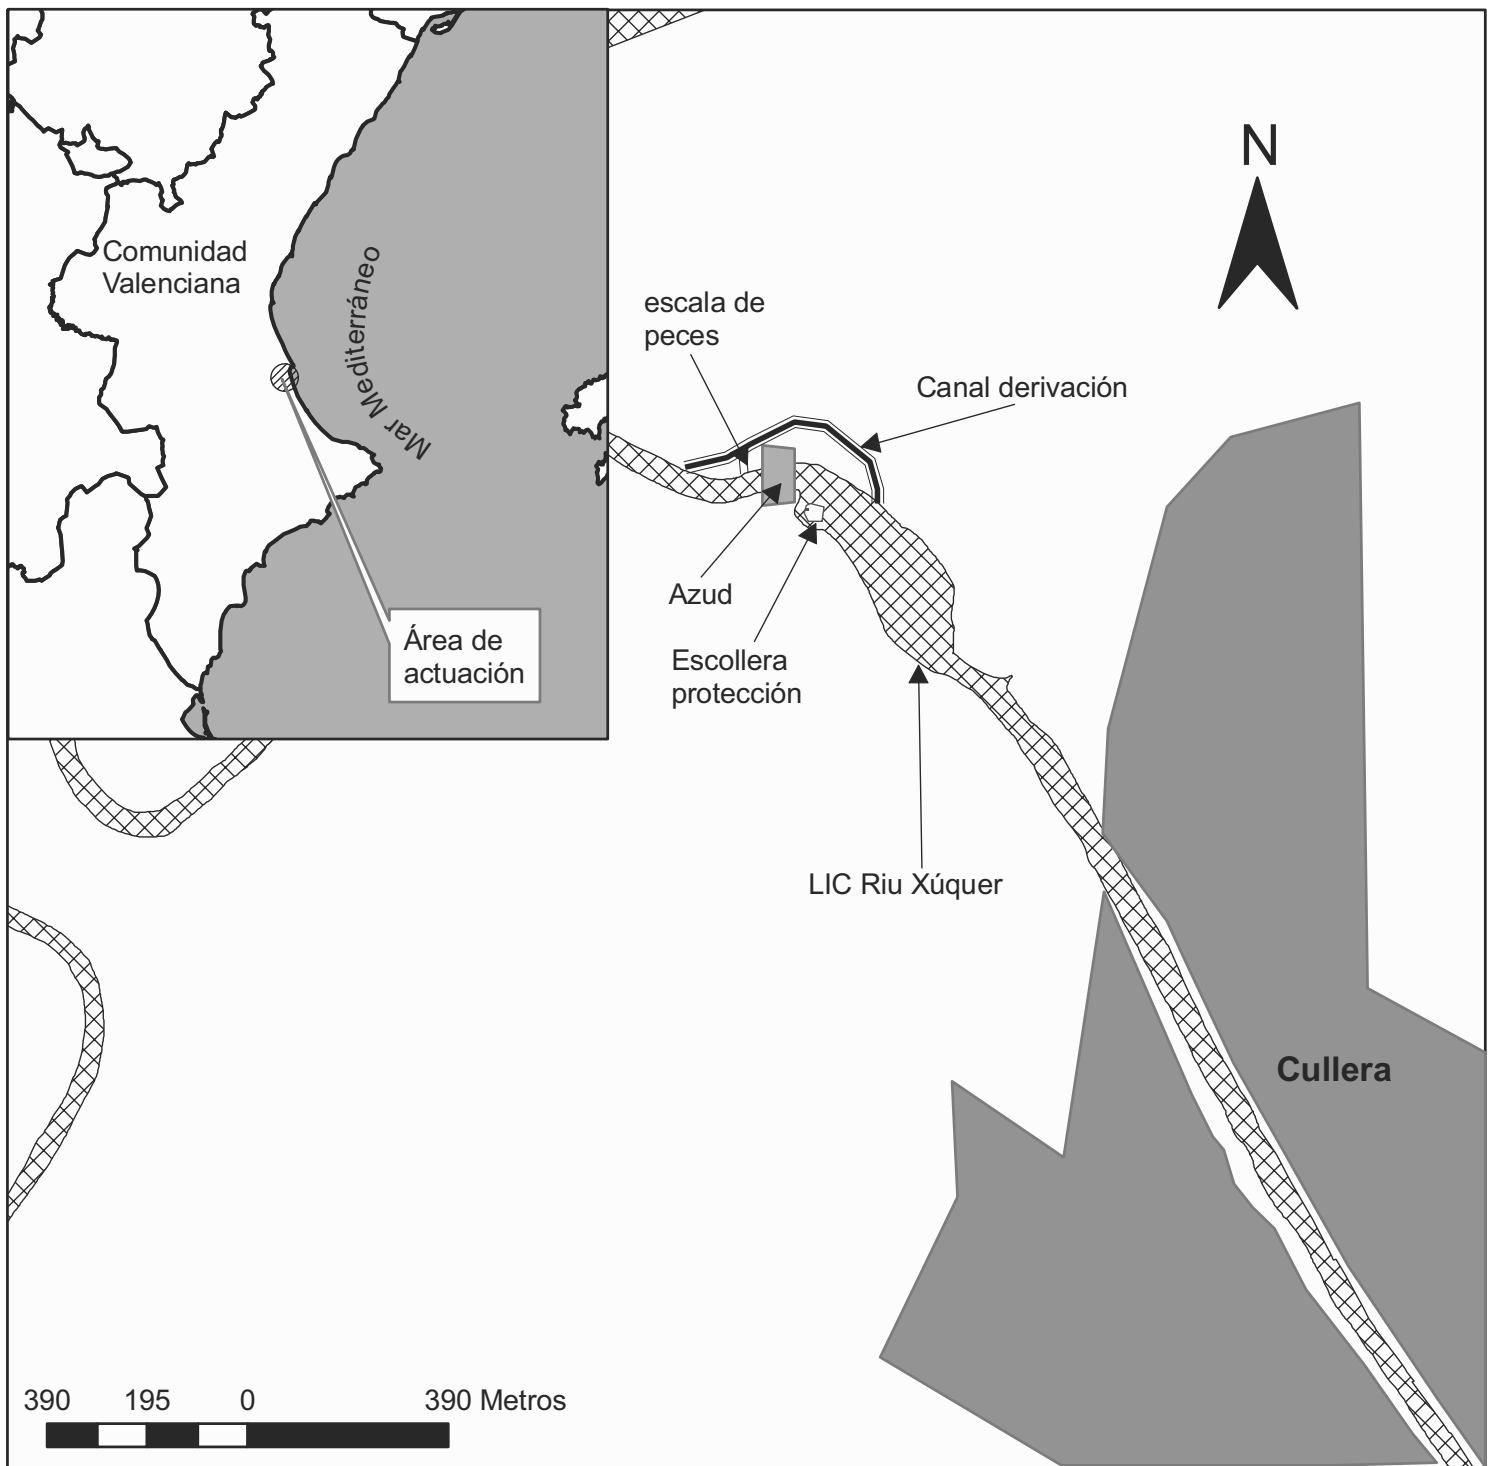 Comunidad
Valenciana
Mar Mediterráneo
Área de
actuación
N
escala de
peces
Canal derivación
Azud
Escollera
protección
LIC Riu Xúquer
Cullera
390 195 0 390 Metros